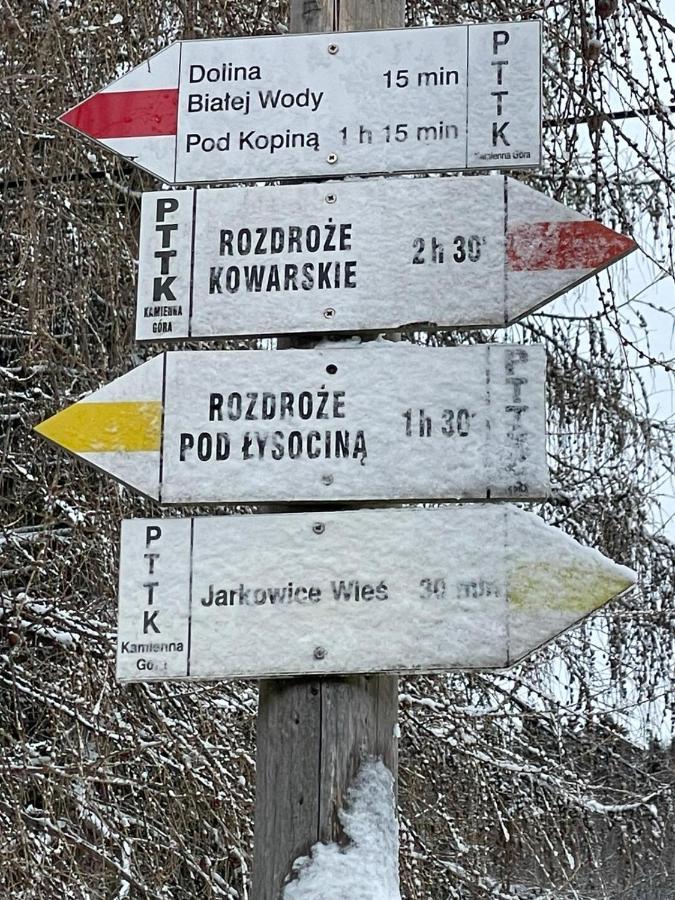 Dolina
Białej Wody 15 min
Pod Kopiną 1 h 15 min
PTTK
Kamienna Góra
PTTK
KAMIENNA
GÓRA
ROZDROŻE
KOWARSKIE
2 h 30'
ROZDROŻE
POD ŁYSOCINĄ
1 h 30'
PTTK
PTTK
Kamienna
Góra
Jarkowice Wieś 30 min